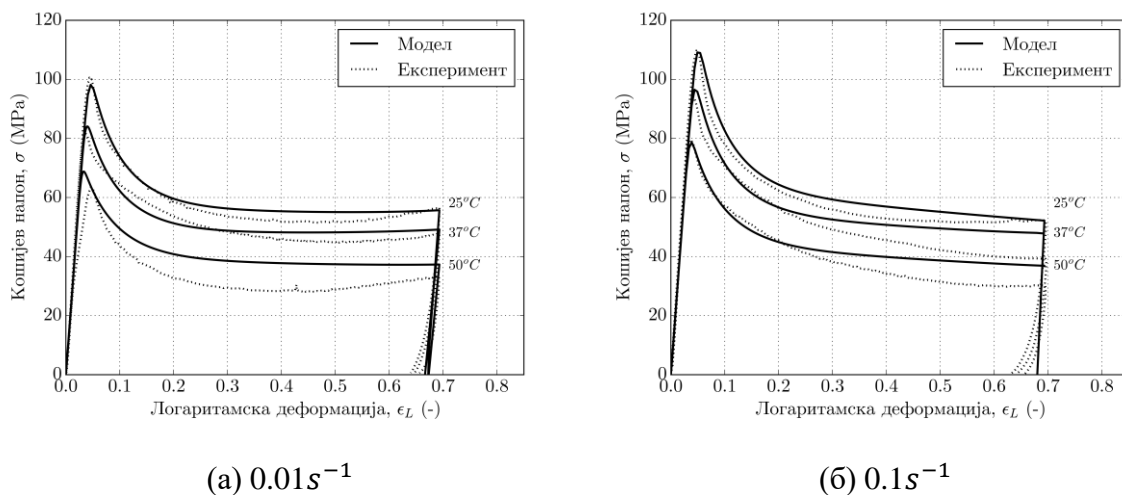 120
100
80
60
40
20
0
0.0 0.1 0.2 0.3 0.4 0.5 0.6 0.7 0.8
Кошијев напон, σ (MPa)
Логаритамска деформација, ϵ_L (-)
Модел
Експеримент
25°C
37°C
50°C
(а) 0.01s⁻¹
120
100
80
60
40
20
0
0.0 0.1 0.2 0.3 0.4 0.5 0.6 0.7 0.8
Кошијев напон, σ (MPa)
Логаритамска деформација, ϵ_L (-)
Модел
Експеримент
25°C
37°C
50°C
(б) 0.1s⁻¹